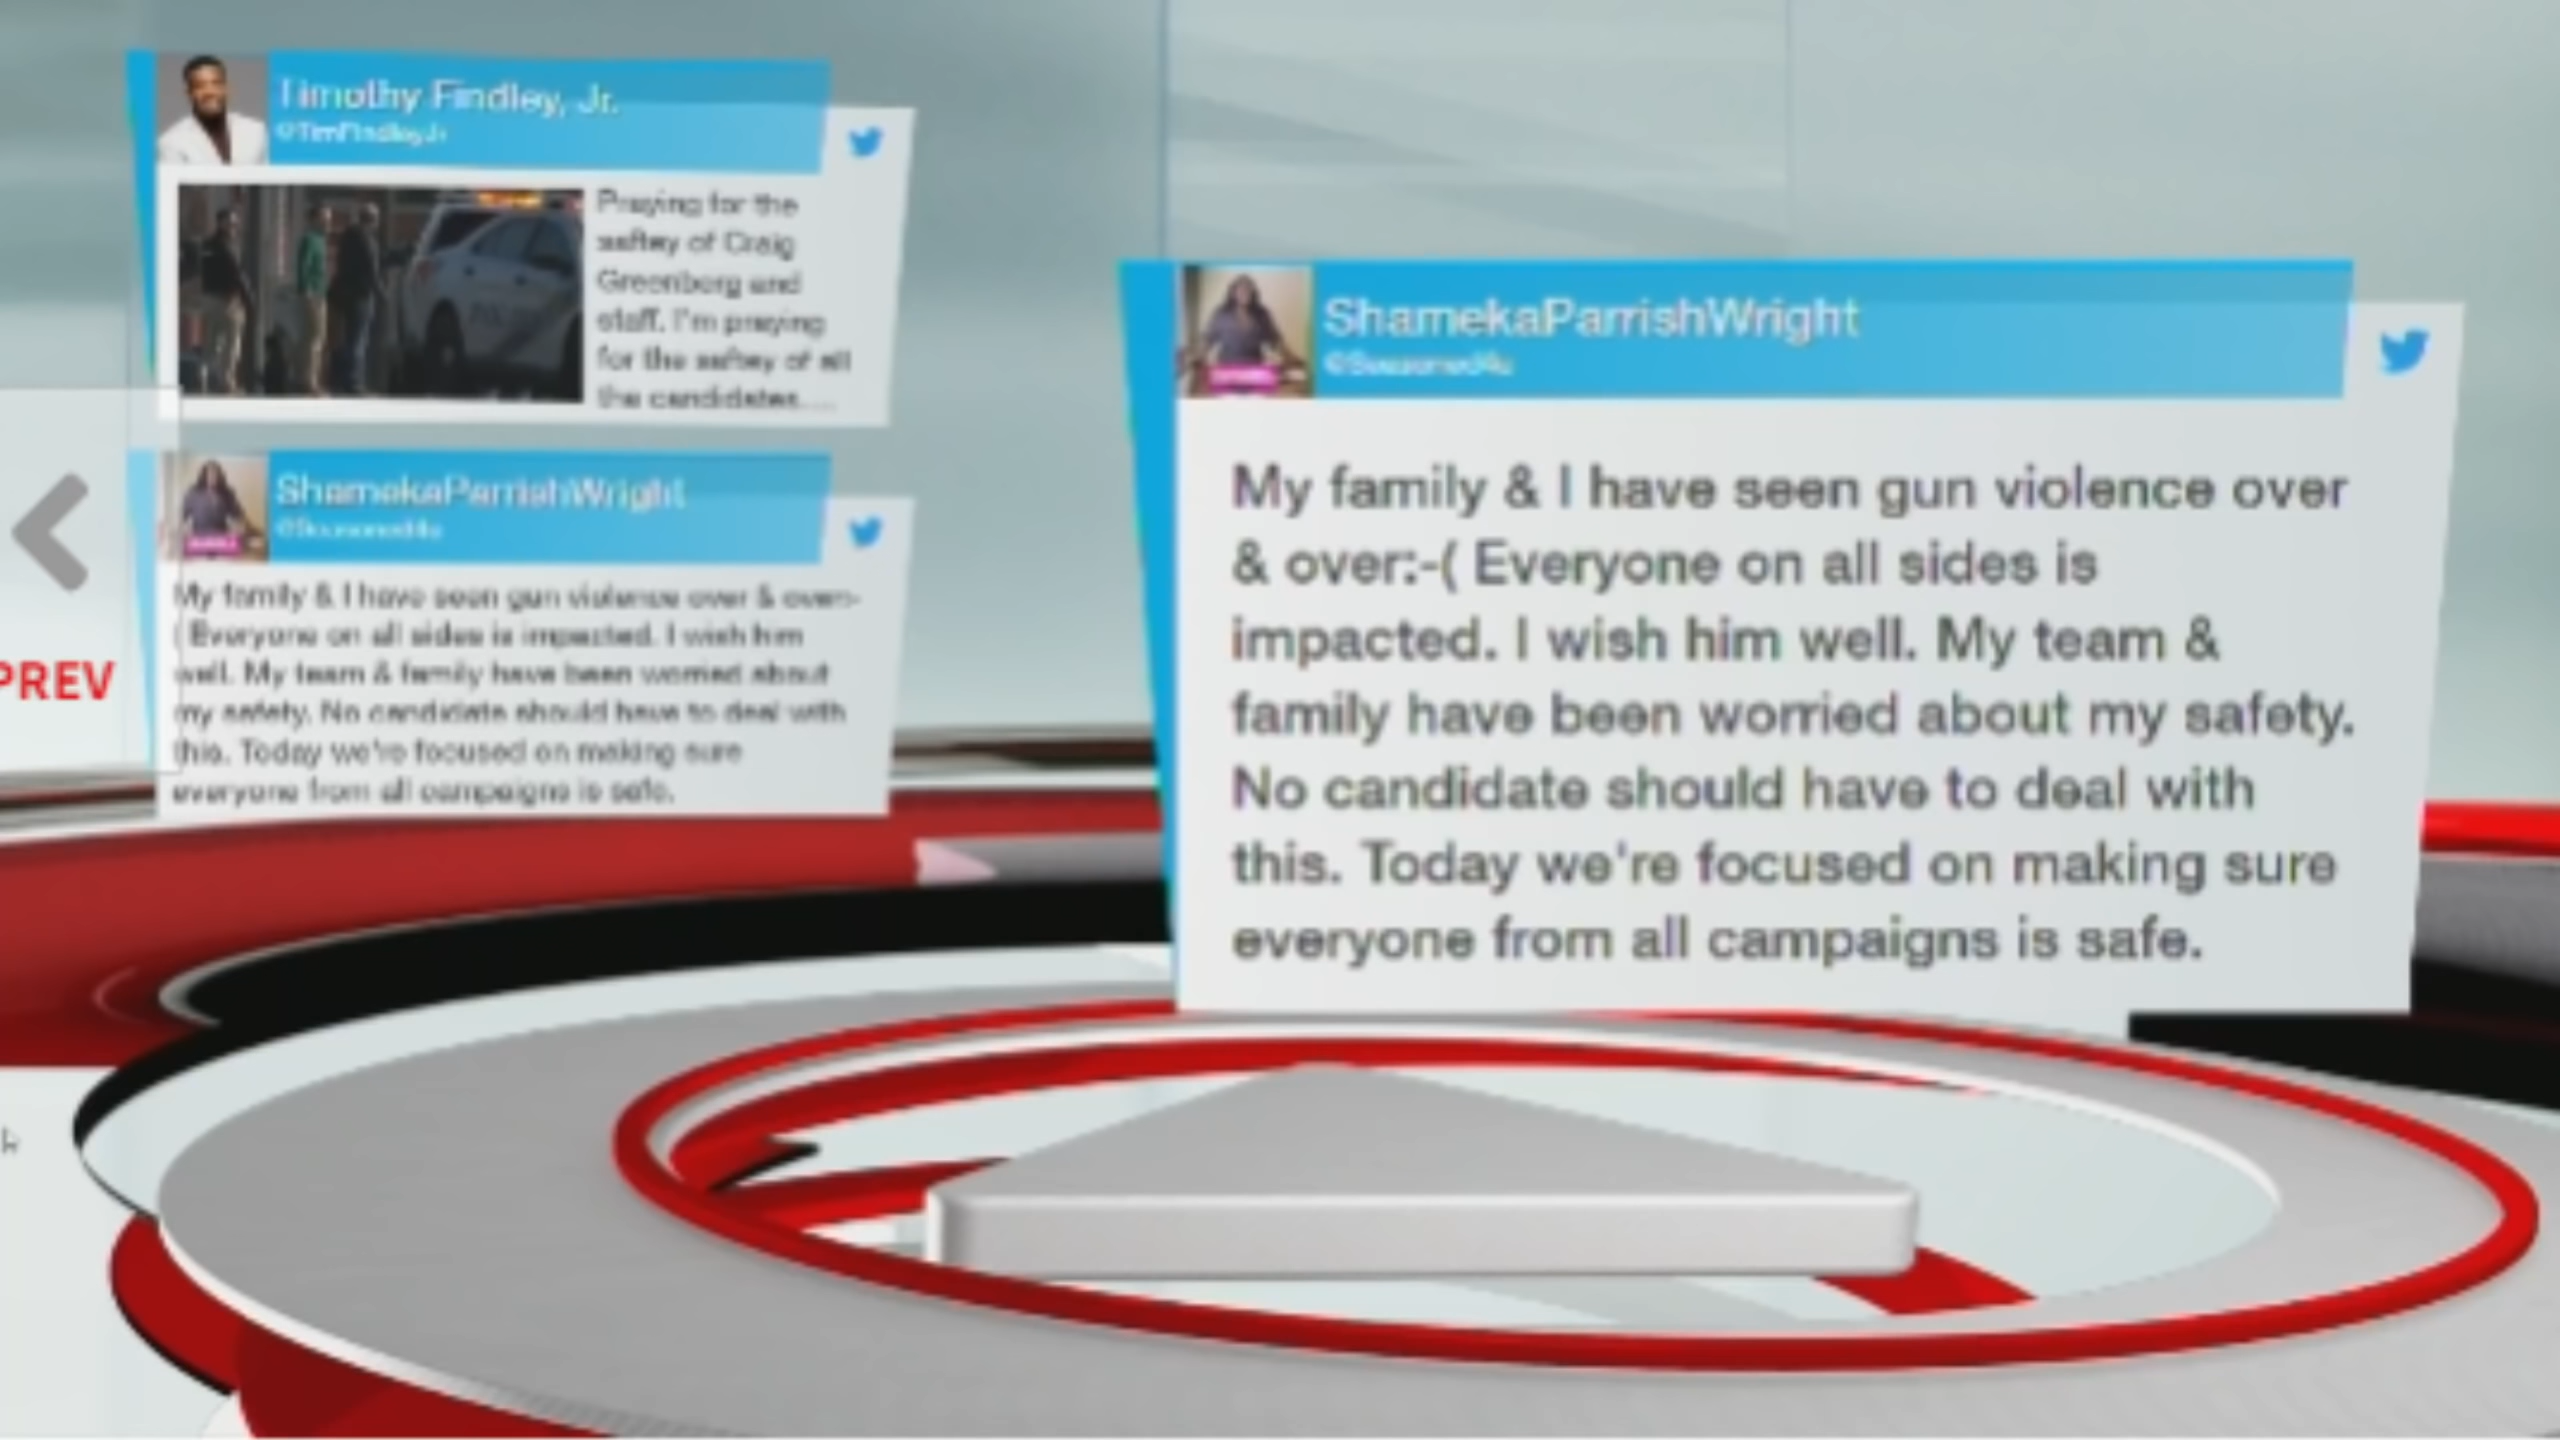 Timothy Findley, Jr.
@TimFindleyJr
Praying for the
saftey of Craig
Greenberg and
staff. I'm praying
for the saftey of all
the candidates....
ShamekaParrishWright
My family & I have seen gun violence over & over:-
( Everyone on all sides is impacted. I wish him
well. My team & family have been worried about
my safety. No candidate should have to deal with
this. Today we're focused on making sure
everyone from all campaigns is safe.
PREV
ShamekaParrishWright
My family & I have seen gun violence over
& over:-( Everyone on all sides is
impacted. I wish him well. My team &
family have been worried about my safety.
No candidate should have to deal with
this. Today we're focused on making sure
everyone from all campaigns is safe.